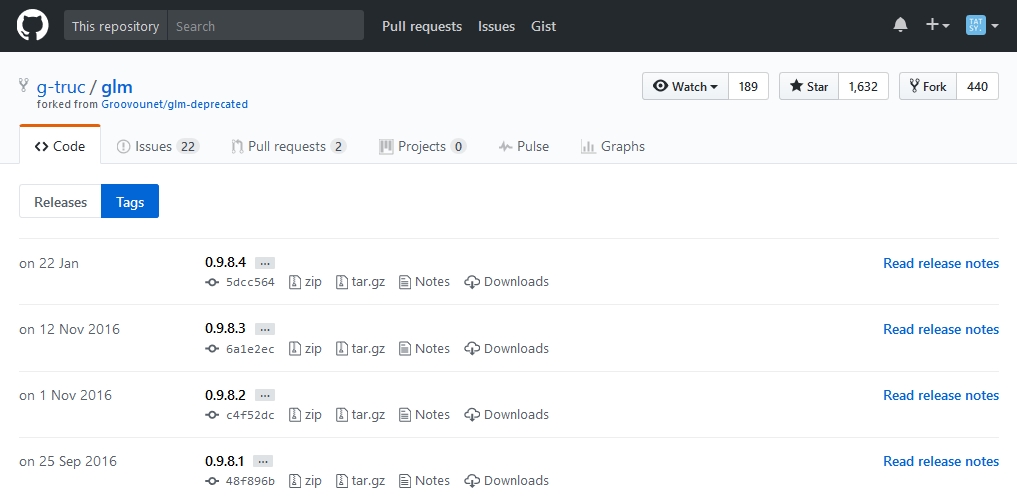 This repository Search Pull requests Issues Gist TAT SY.
g-truc / glm Watch 189 Star 1,632 Fork 440
forked from Groovounet/glm-deprecated
Code Issues 22 Pull requests 2 Projects 0 Pulse Graphs
Releases Tags
on 22 Jan 0.9.8.4 … Read release notes
5dcc564 zip tar.gz Notes Downloads
on 12 Nov 2016 0.9.8.3 … Read release notes
6a1e2ec zip tar.gz Notes Downloads
on 1 Nov 2016 0.9.8.2 … Read release notes
c4f52dc zip tar.gz Notes Downloads
on 25 Sep 2016 0.9.8.1 … Read release notes
48f896b zip tar.gz Notes Downloads